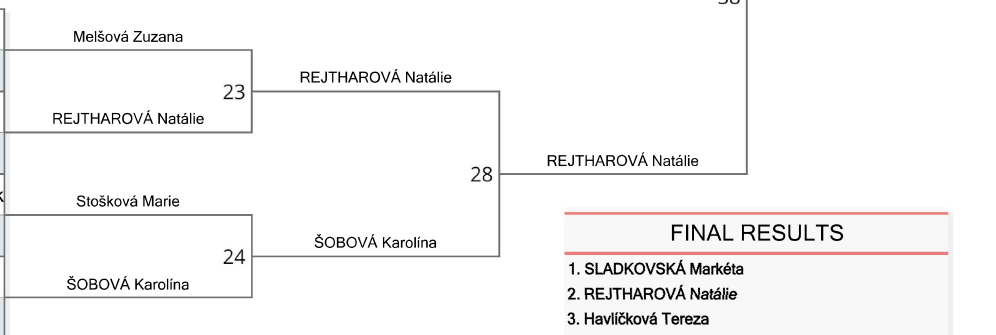 Melšová Zuzana
REJTHAROVÁ Natálie
23
REJTHAROVÁ Natálie
REJTHAROVÁ Natálie
28
Stošková Marie
ŠOBOVÁ Karolína
24
ŠOBOVÁ Karolína
FINAL RESULTS
1. SLADKOVSKÁ Markéta
2. REJTHAROVÁ Natálie
3. Havlíčková Tereza